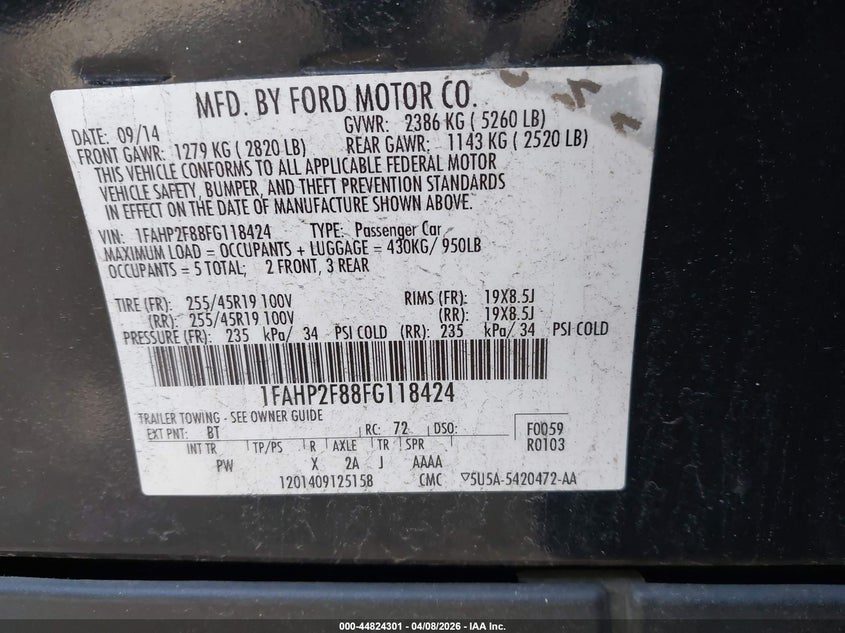 MFD. BY FORD MOTOR CO.
DATE: 09/14 GVWR: 2386 KG ( 5260 LB)
FRONT GAWR: 1279 KG ( 2820 LB) REAR GAWR: 1143 KG ( 2520 LB)
THIS VEHICLE CONFORMS TO ALL APPLICABLE FEDERAL MOTOR
VEHICLE SAFETY, BUMPER, AND THEFT PREVENTION STANDARDS
IN EFFECT ON THE DATE OF MANUFACTURE SHOWN ABOVE.
VIN: 1FAHP2F88FG118424 TYPE: Passenger Car
MAXIMUM LOAD = OCCUPANTS + LUGGAGE = 430KG/ 950LB
OCCUPANTS = 5 TOTAL; 2 FRONT, 3 REAR
TIRE (FR): 255/45R19 100V RIMS (FR): 19X8.5J
(RR): 255/45R19 100V (RR): 19X8.5J
PRESSURE (FR): 235 kPa/ 34 PSI COLD (RR): 235 kPa/ 34 PSI COLD
1FAHP2F88FG118424
TRAILER TOWING - SEE OWNER GUIDE
EXT PNT: BT RC: 72 DSO: F0059
INT TR TP/PS R AXLE TR SPR R0103
PW X 2A J AAAA
120140912515B CMC ▽5U5A-5420472-AA
000-44824301 - 04/08/2026 - IAA Inc.